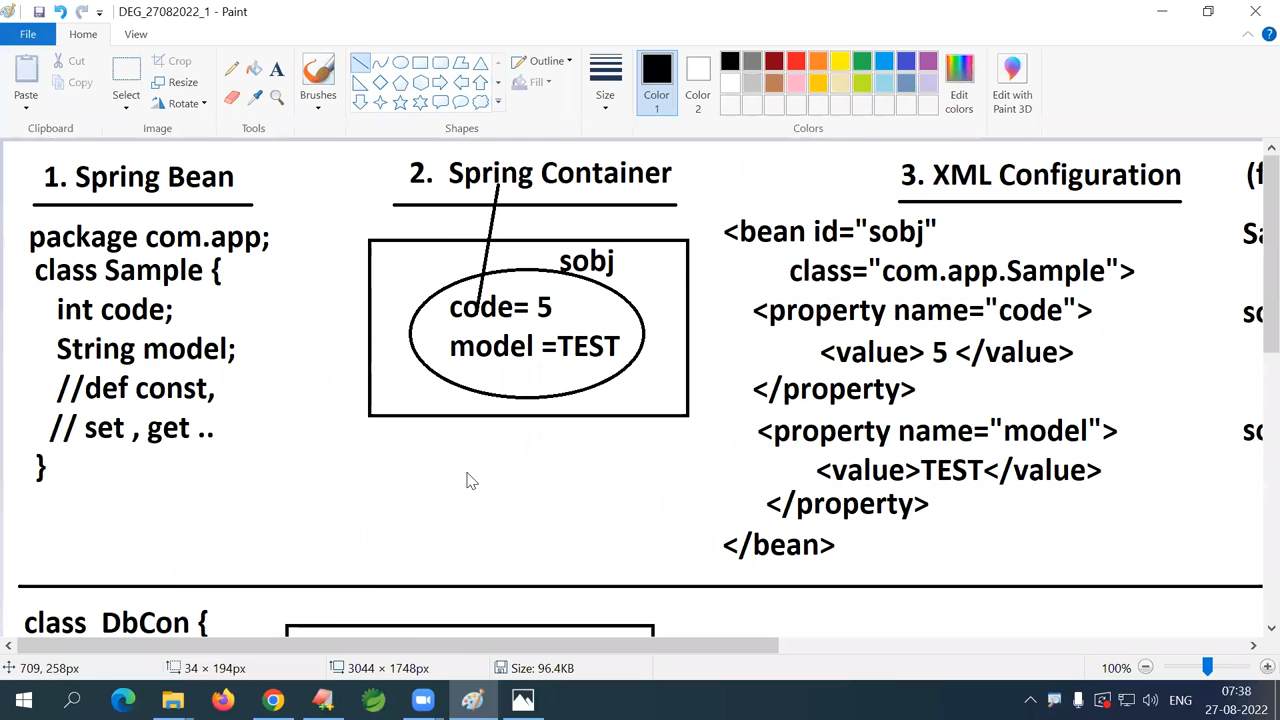 DEG_27082022_1 - Paint
File
Home
View
Paste
Cut
Copy
Clipboard
Select
Crop
Resize
Rotate
Image
Tools
Brushes
Outline
Fill
Shapes
Size
Color 1
Color 2
Edit colors
Colors
Edit with Paint 3D
1. Spring Bean
package com.app;
class Sample {
int code;
String model;
//def const,
// set , get ..
}
2. Spring Container
sobj
code= 5
model =TEST
3. XML Configuration
<bean id="sobj"
class="com.app.Sample">
<property name="code">
<value> 5 </value>
</property>
<property name="model">
<value>TEST</value>
</property>
</bean>
class DbCon {
709, 258px
34 × 194px
3044 × 1748px
Size: 96.4KB
100%
ENG
07:38
27-08-2022